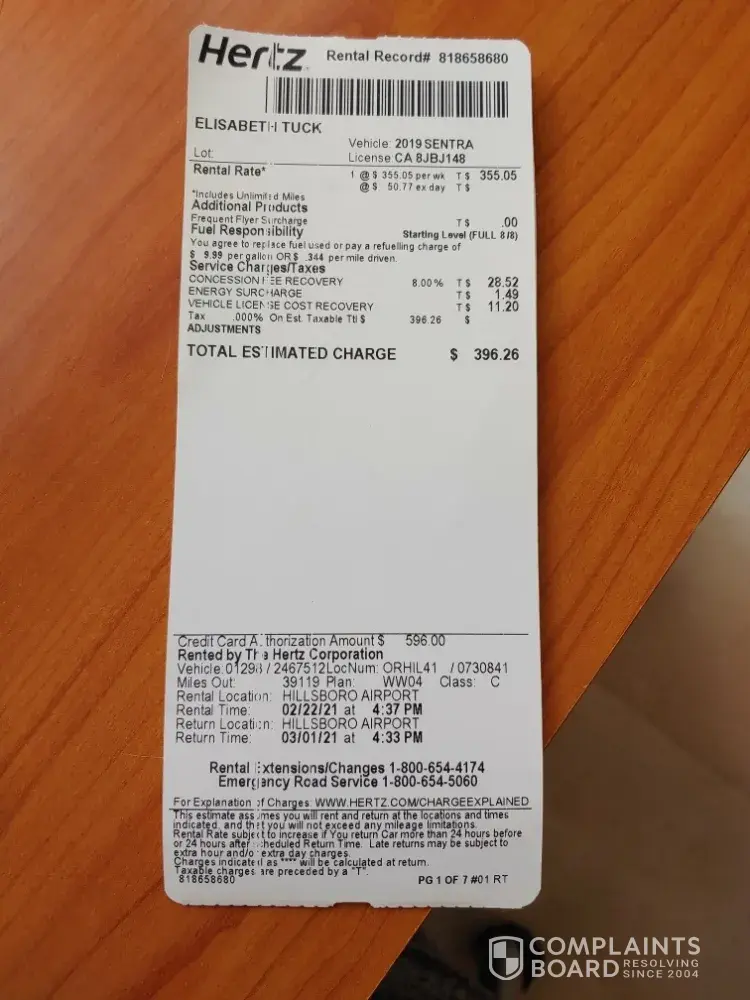 Hertz Rental Record# 818658680
ELISABETH TUCK
Vehicle: 2019 SENTRA
Lot: License: CA 8JBJ148
Rental Rate* 1 @ $ 355.05 per wk T $ 355.05
@ $ 50.77 ex day T $
*Includes Unlimited Miles
Additional Products
Frequent Flyer Surcharge T $ .00
Fuel Responsibility Starting Level (FULL 8/8)
You agree to replace fuel used or pay a refuelling charge of
$ 9.99 per gallon OR $ .344 per mile driven.
Service Charges/Taxes
CONCESSION FEE RECOVERY 8.00% T $ 28.52
ENERGY SURCHARGE T $ 1.49
VEHICLE LICENSE COST RECOVERY T $ 11.20
Tax .000% On Est. Taxable Ttl $ 396.26 $
ADJUSTMENTS
TOTAL ESTIMATED CHARGE $ 396.26
Credit Card Authorization Amount $ 596.00
Rented by The Hertz Corporation
Vehicle: 01298 / 2467512 LocNum: ORHIL41 / 0730841
Miles Out: 39119 Plan: WW04 Class: C
Rental Location: HILLSBORO AIRPORT
Rental Time: 02/22/21 at 4:37 PM
Return Location: HILLSBORO AIRPORT
Return Time: 03/01/21 at 4:33 PM
Rental Extensions/Changes 1-800-654-4174
Emergency Road Service 1-800-654-5060
For Explanation of Charges: WWW.HERTZ.COM/CHARGEEXPLAINED
This estimate assumes you will rent and return at the locations and times
indicated, and that you will not exceed any mileage limitations.
Rental Rate subject to increase if You return Car more than 24 hours before
or 24 hours after scheduled Return Time. Late returns may be subject to
extra hour and/or extra day charges.
Charges indicated as "****" will be calculated at return.
Taxable charges are preceded by a "T".
818658680 PG 1 OF 7 #01 RT
COMPLAINTS
BOARD RESOLVING
SINCE 2004